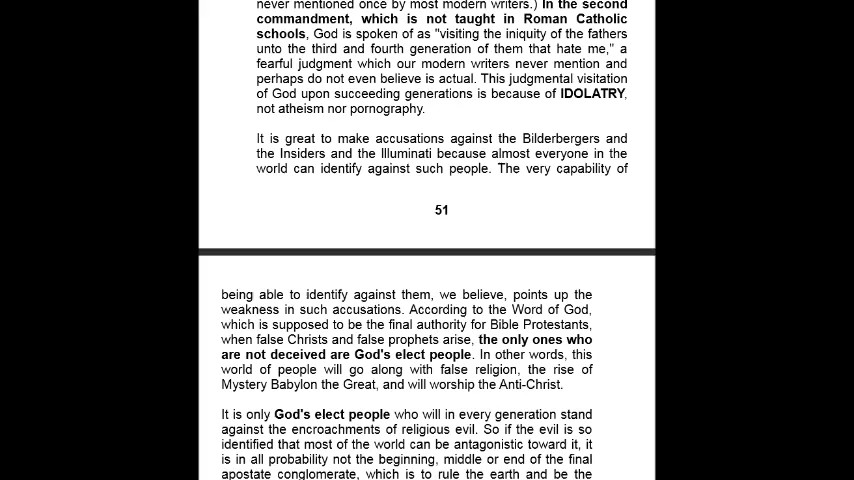 never mentioned once by most modern writers.) In the second
commandment, which is not taught in Roman Catholic
schools, God is spoken of as "visiting the iniquity of the fathers
unto the third and fourth generation of them that hate me," a
fearful judgment which our modern writers never mention and
perhaps do not even believe is actual. This judgmental visitation
of God upon succeeding generations is because of IDOLATRY,
not atheism nor pornography.
It is great to make accusations against the Bilderbergers and
the Insiders and the Illuminati because almost everyone in the
world can identify against such people. The very capability of
51
being able to identify against them, we believe, points up the
weakness in such accusations. According to the Word of God,
which is supposed to be the final authority for Bible Protestants,
when false Christs and false prophets arise, the only ones who
are not deceived are God's elect people. In other words, this
world of people will go along with false religion, the rise of
Mystery Babylon the Great, and will worship the Anti-Christ.
It is only God's elect people who will in every generation stand
against the encroachments of religious evil. So if the evil is so
identified that most of the world can be antagonistic toward it, it
is in all probability not the beginning, middle or end of the final
apostate conglomerate, which is to rule the earth and be the